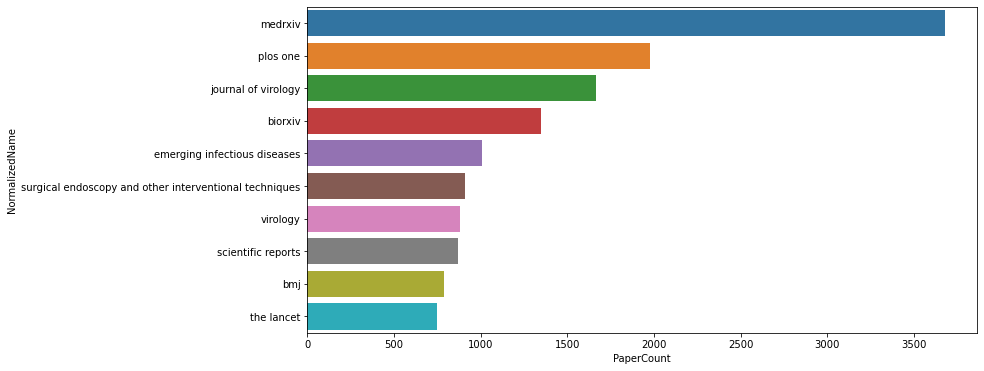 NormalizedName
medrxiv
plos one
journal of virology
biorxiv
emerging infectious diseases
surgical endoscopy and other interventional techniques
virology
scientific reports
bmj
the lancet
0 500 1000 1500 2000 2500 3000 3500
PaperCount